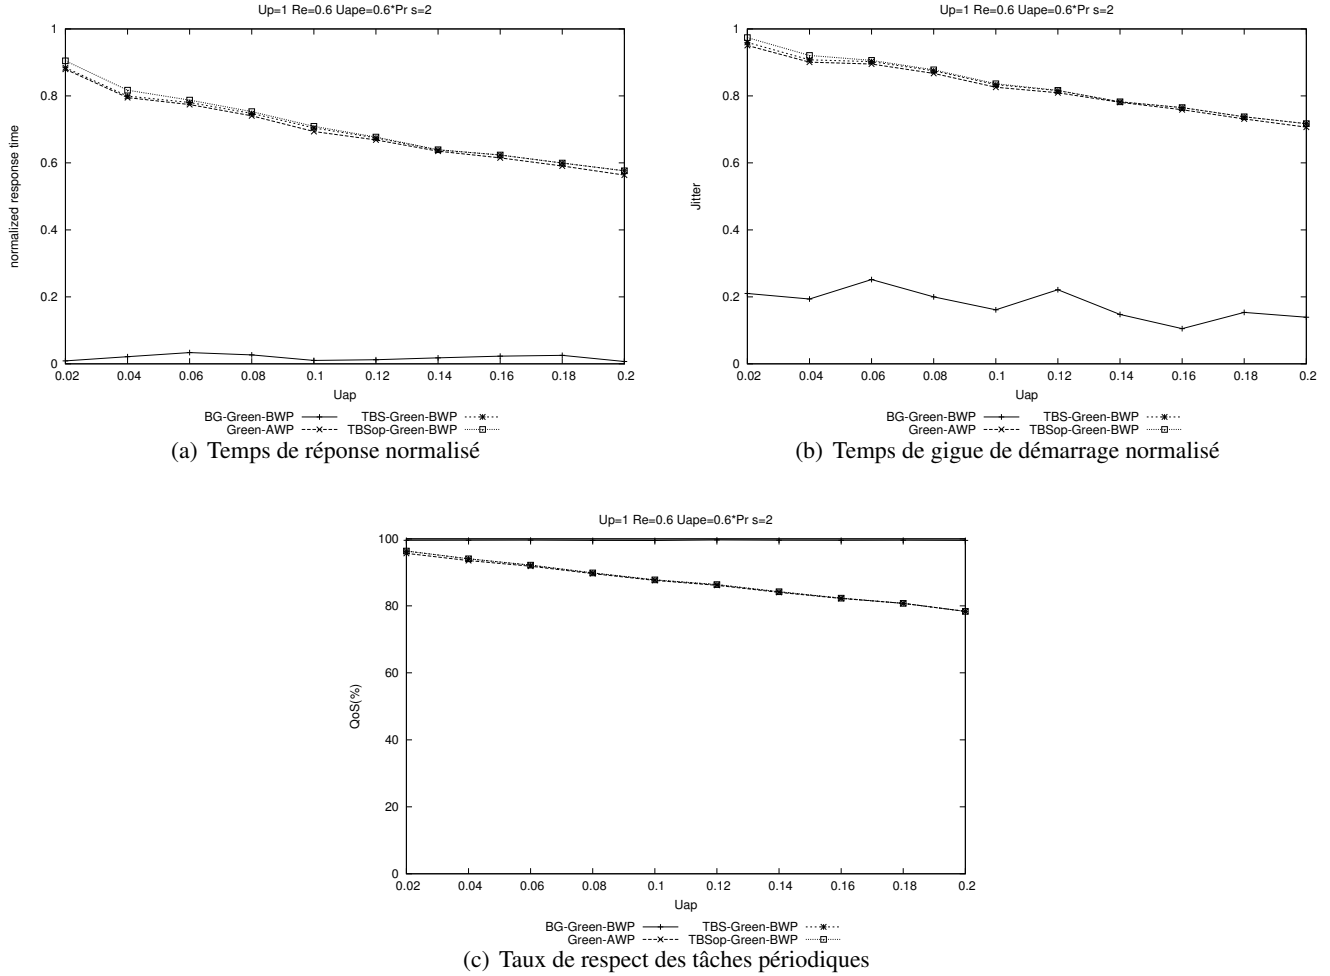 Up=1 Re=0.6 Uape=0.6*Pr s=2
normalized response time
1
0.8
0.6
0.4
0.2
0
0.02 0.04 0.06 0.08 0.1 0.12 0.14 0.16 0.18 0.2
Uap
BG-Green-BWP TBS-Green-BWP
Green-AWP TBSop-Green-BWP
(a) Temps de réponse normalisé
Up=1 Re=0.6 Uape=0.6*Pr s=2
Jitter
1
0.8
0.6
0.4
0.2
0
0.02 0.04 0.06 0.08 0.1 0.12 0.14 0.16 0.18 0.2
Uap
BG-Green-BWP TBS-Green-BWP
Green-AWP TBSop-Green-BWP
(b) Temps de gigue de démarrage normalisé
Up=1 Re=0.6 Uape=0.6*Pr s=2
QoS(%)
100
80
60
40
20
0
0.02 0.04 0.06 0.08 0.1 0.12 0.14 0.16 0.18 0.2
Uap
BG-Green-BWP TBS-Green-BWP
Green-AWP TBSop-Green-BWP
(c) Taux de respect des tâches périodiques